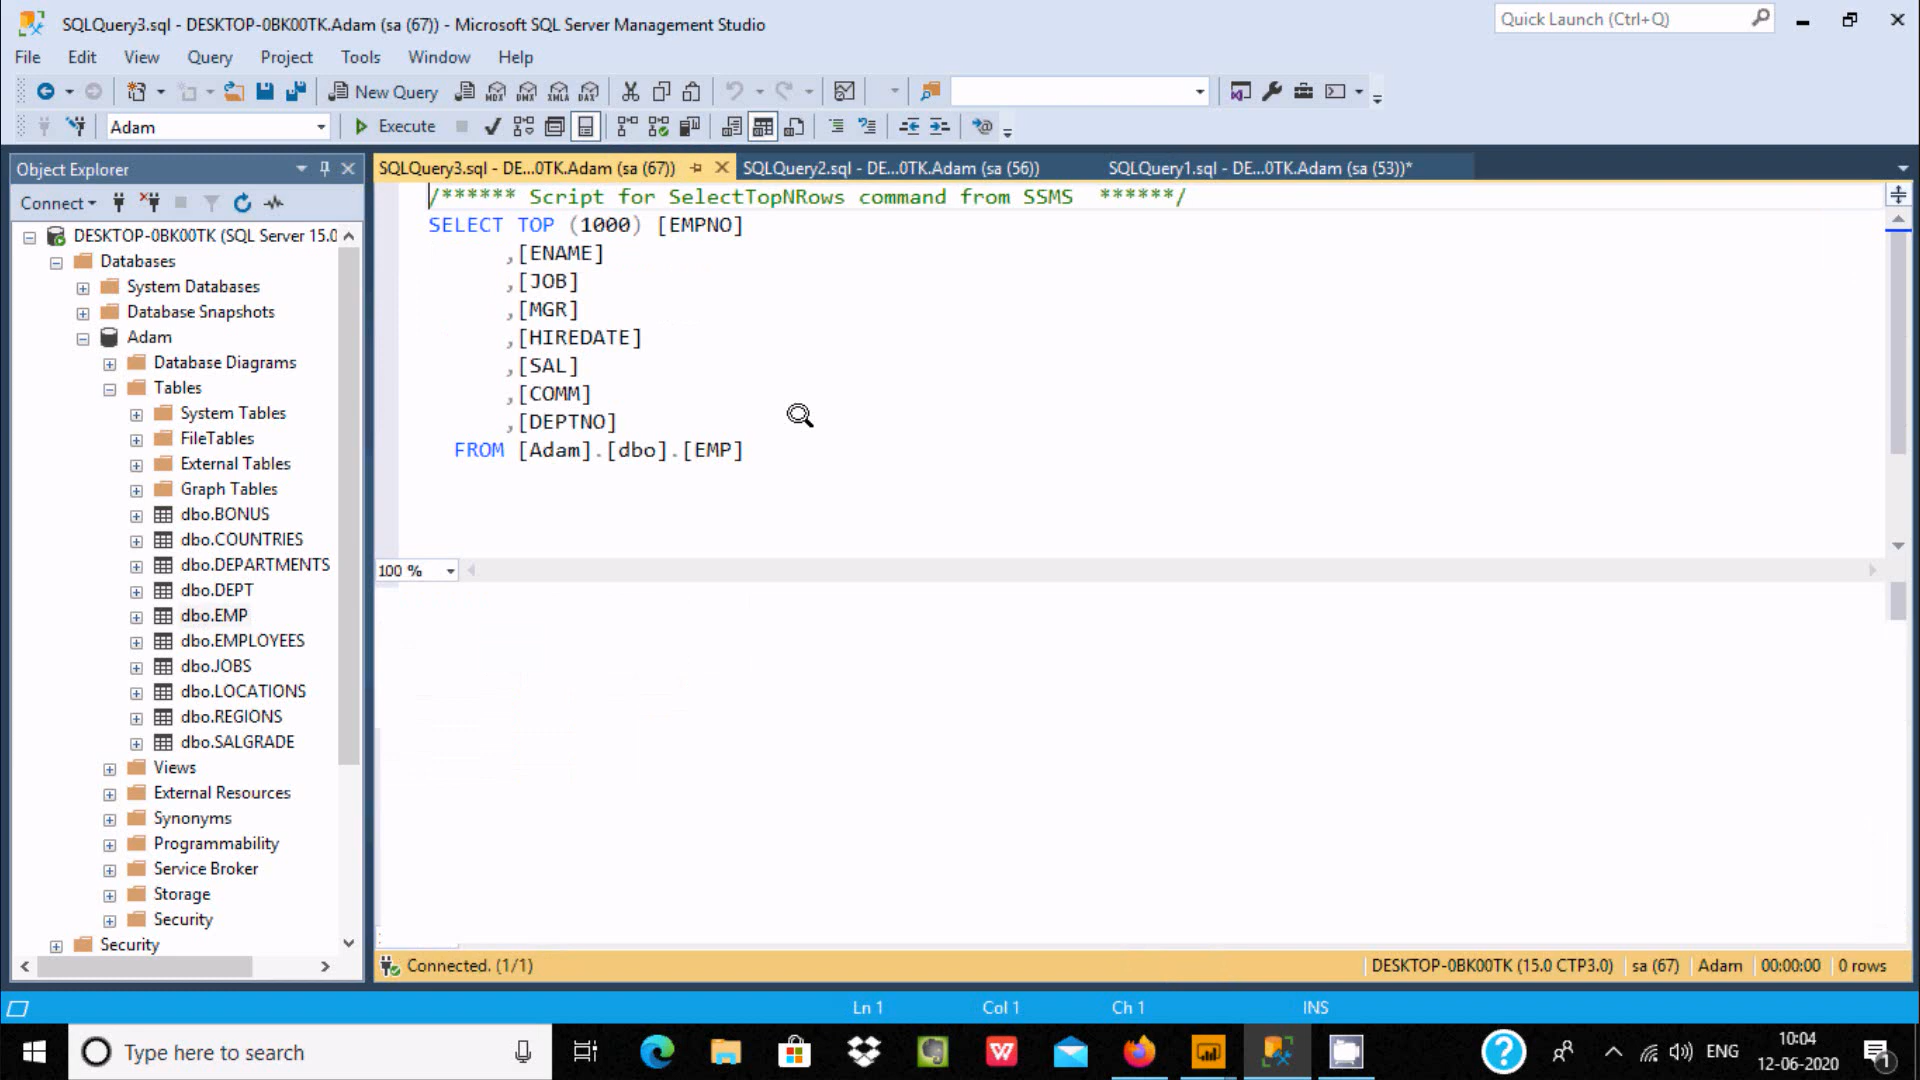 SQLQuery3.sql - DESKTOP-0BK00TK.Adam (sa (67)) - Microsoft SQL Server Management Studio
Quick Launch (Ctrl+Q)
File Edit View Query Project Tools Window Help
New Query
MDX DMX XMLA DAX
Adam
Execute
Object Explorer
SQLQuery3.sql - DE...0TK.Adam (sa (67))
SQLQuery2.sql - DE...0TK.Adam (sa (56))
SQLQuery1.sql - DE...0TK.Adam (sa (53))*
Connect
DESKTOP-0BK00TK (SQL Server 15.0
Databases
System Databases
Database Snapshots
Adam
Database Diagrams
Tables
System Tables
FileTables
External Tables
Graph Tables
dbo.BONUS
dbo.COUNTRIES
dbo.DEPARTMENTS
dbo.DEPT
dbo.EMP
dbo.EMPLOYEES
dbo.JOBS
dbo.LOCATIONS
dbo.REGIONS
dbo.SALGRADE
Views
External Resources
Synonyms
Programmability
Service Broker
Storage
Security
Security
/****** Script for SelectTopNRows command from SSMS ******/
SELECT TOP (1000) [EMPNO]
,[ENAME]
,[JOB]
,[MGR]
,[HIREDATE]
,[SAL]
,[COMM]
,[DEPTNO]
FROM [Adam].[dbo].[EMP]
100 %
Connected. (1/1)
DESKTOP-0BK00TK (15.0 CTP3.0)
sa (67)
Adam
00:00:00
0 rows
Ln 1
Col 1
Ch 1
INS
Type here to search
W
?
ENG
10:04
12-06-2020
1